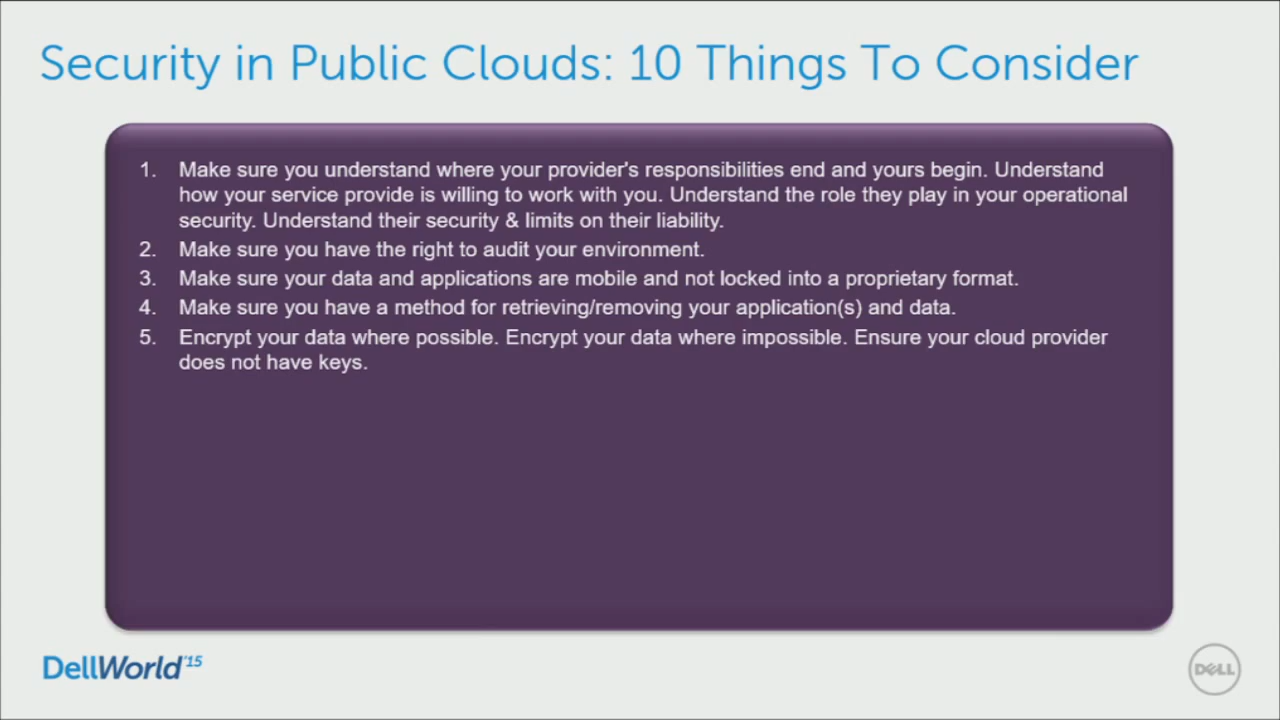 Security in Public Clouds: 10 Things To Consider
1. Make sure you understand where your provider's responsibilities end and yours begin. Understand
how your service provide is willing to work with you. Understand the role they play in your operational
security. Understand their security & limits on their liability.
2. Make sure you have the right to audit your environment.
3. Make sure your data and applications are mobile and not locked into a proprietary format.
4. Make sure you have a method for retrieving/removing your application(s) and data.
5. Encrypt your data where possible. Encrypt your data where impossible. Ensure your cloud provider
does not have keys.
DellWorld'15
DELL